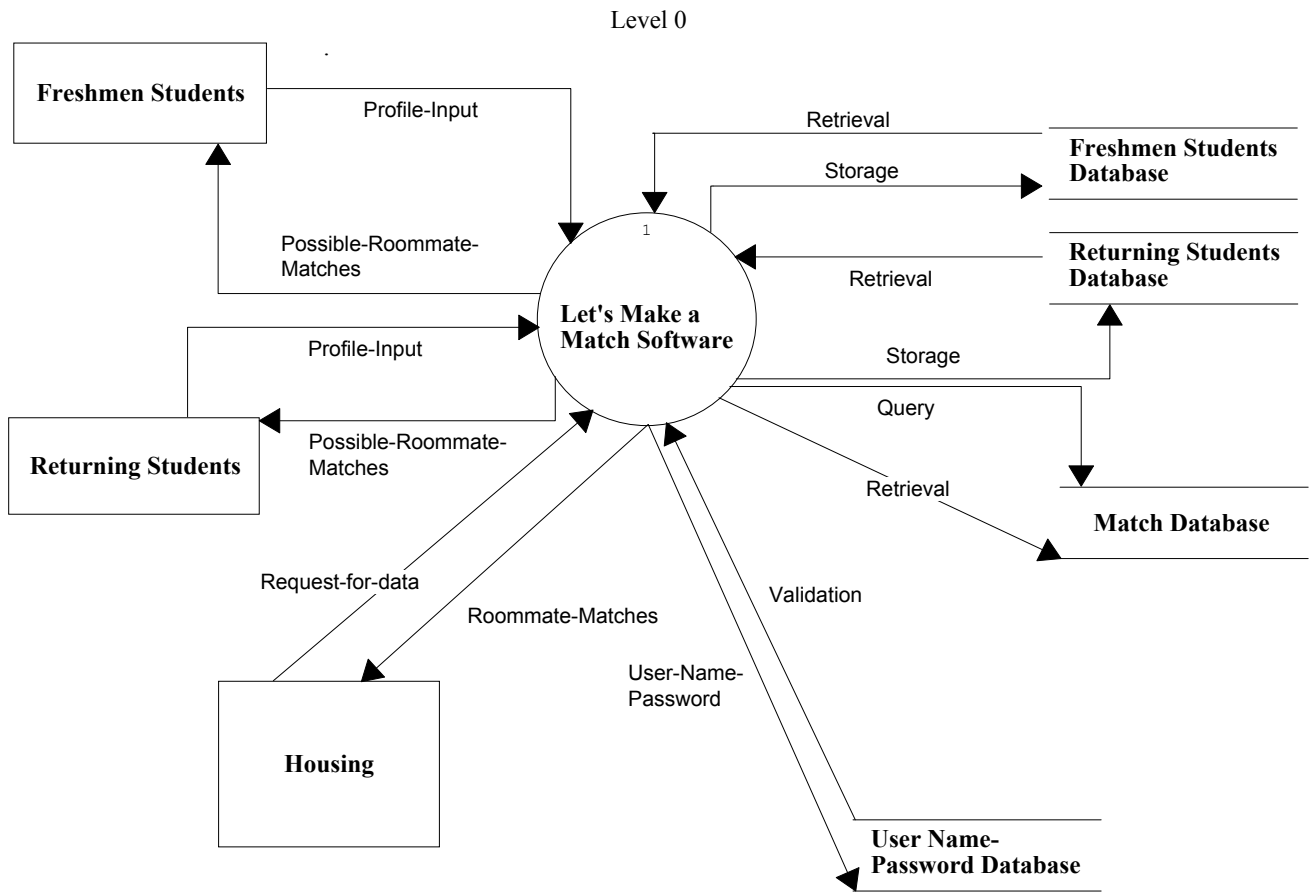 Level 0
Freshmen Students
Profile-Input
Retrieval
Freshmen Students
Database
Storage
1
Possible-Roommate-
Matches
Returning Students
Database
Retrieval
Let's Make a
Match Software
Profile-Input
Storage
Query
Possible-Roommate-
Matches
Returning Students
Retrieval
Match Database
Request-for-data
Validation
Roommate-Matches
User-Name-
Password
Housing
User Name-
Password Database